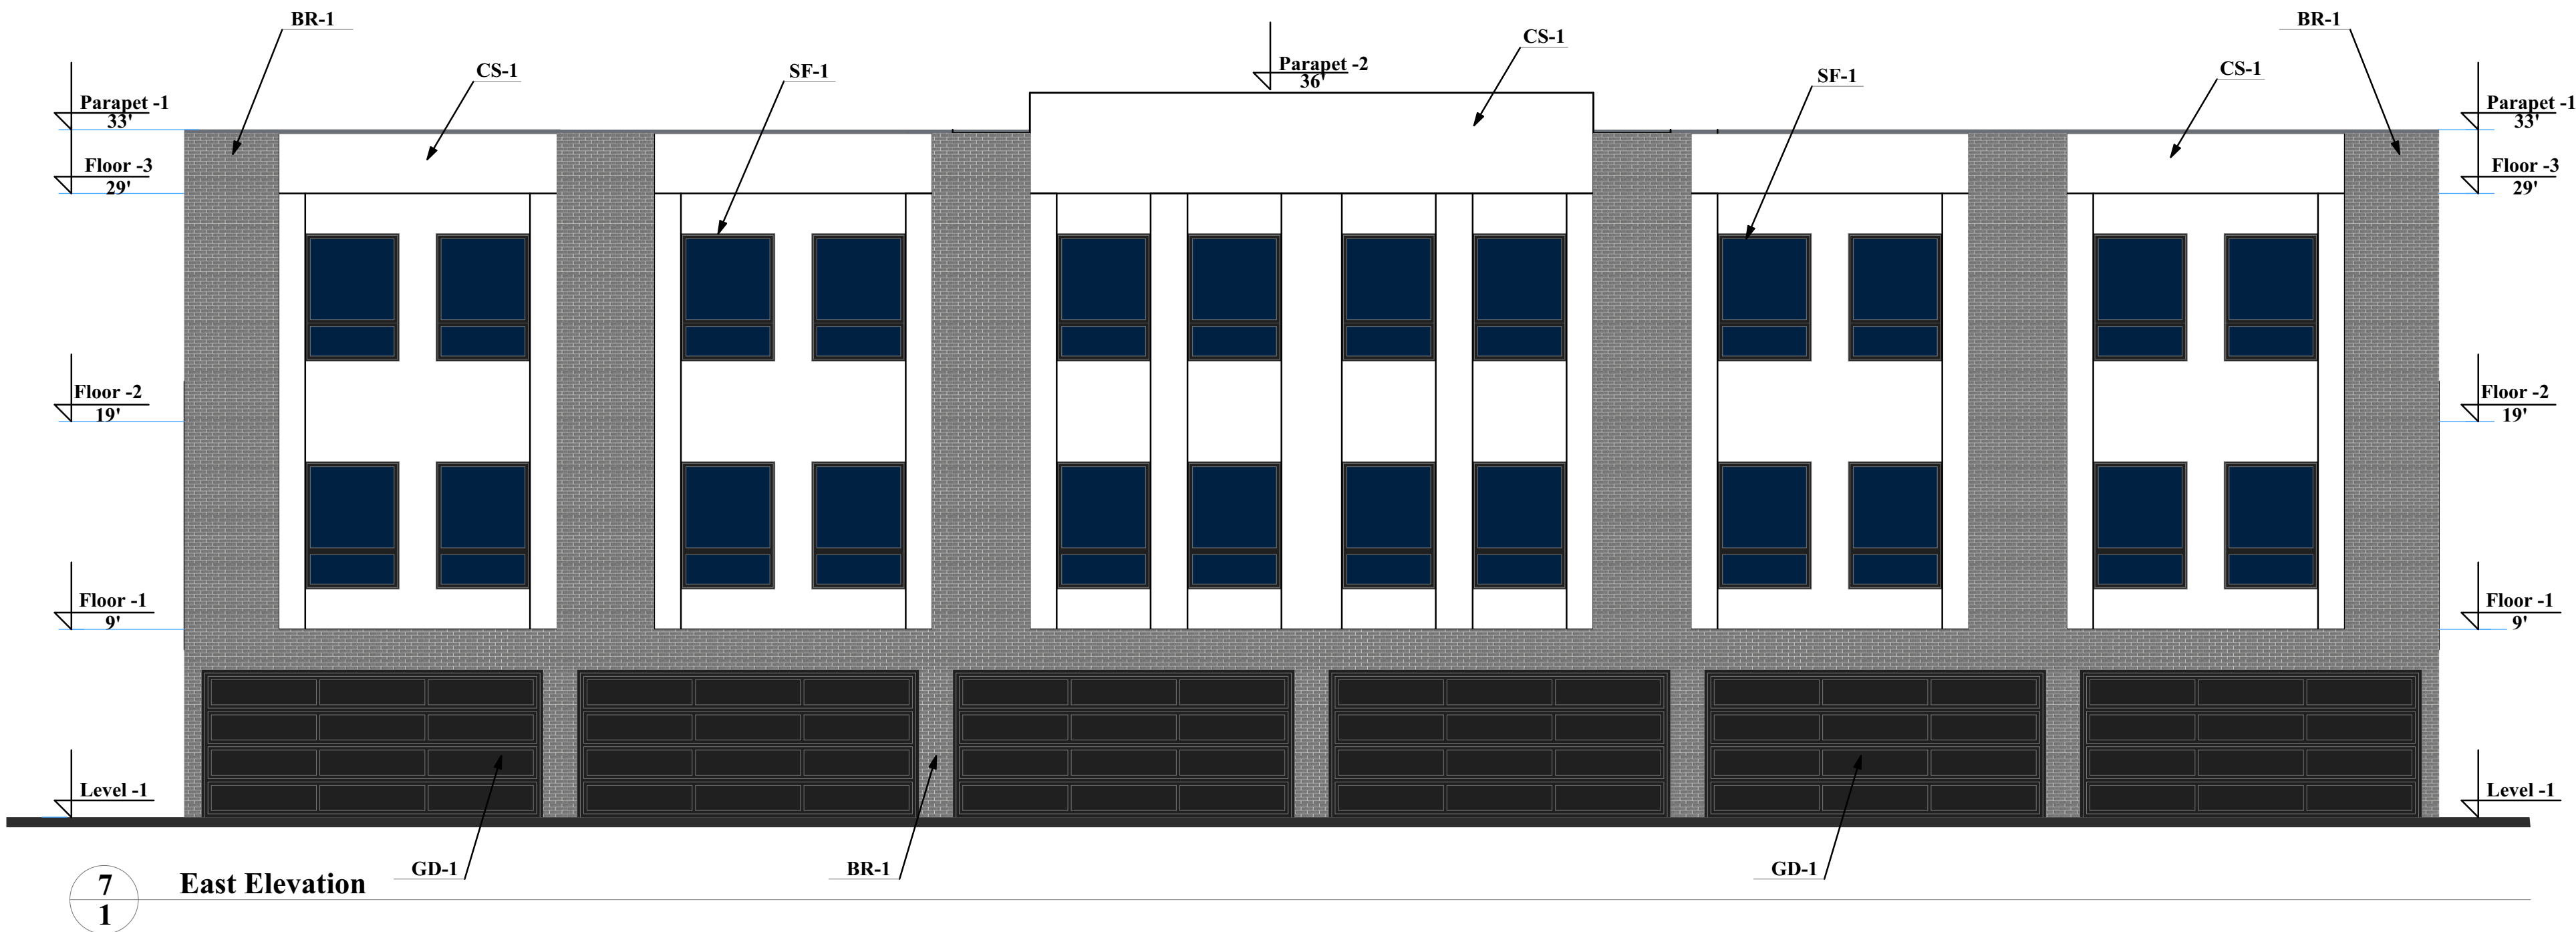 BR-1
BR-1
CS-1
Parapet -2
36'
CS-1
SF-1
CS-1
SF-1
Parapet -1
33'
Parapet -1
33'
Floor -3
29'
Floor -3
29'
Floor -2
19'
Floor -2
19'
Floor -1
9'
Floor -1
9'
Level -1
Level -1
GD-1
BR-1
GD-1
7
1
East Elevation